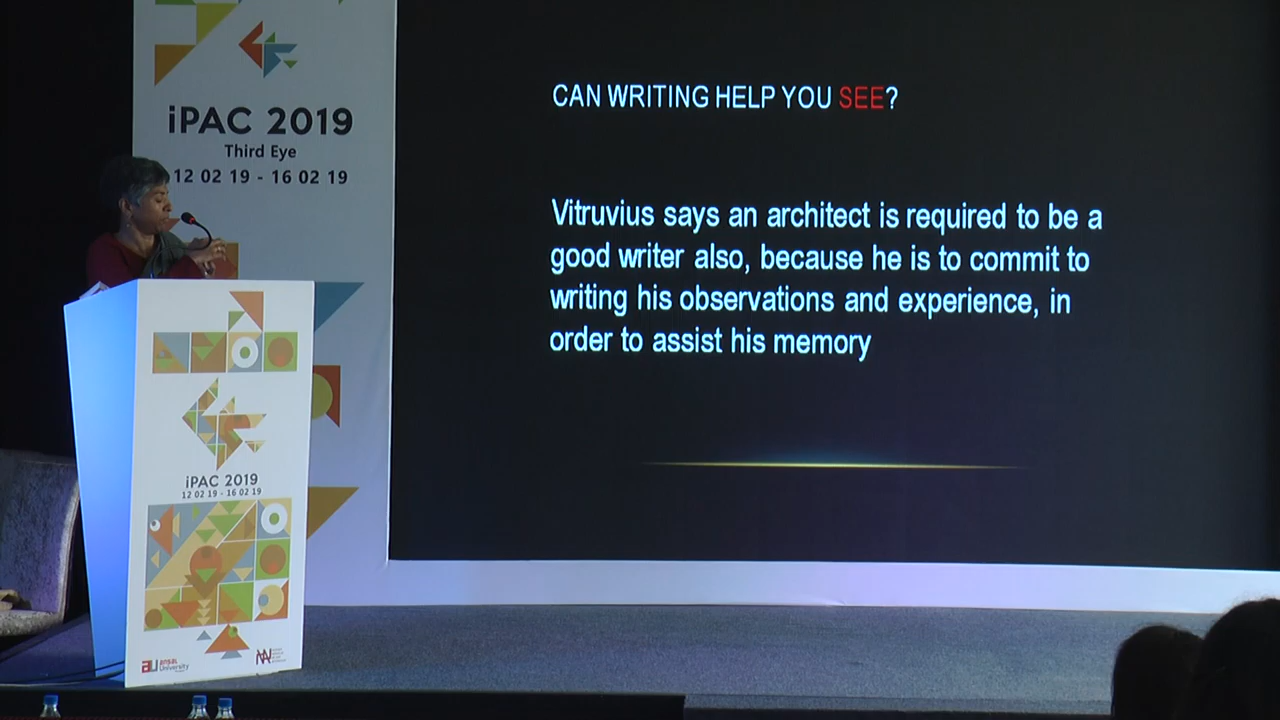 iPAC 2019
Third Eye
12 02 19 - 16 02 19
CAN WRITING HELP YOU SEE?
Vitruvius says an architect is required to be a
good writer also, because he is to commit to
writing his observations and experience, in
order to assist his memory
iPAC 2019
12 02 19 - 16 02 19
ansal
University